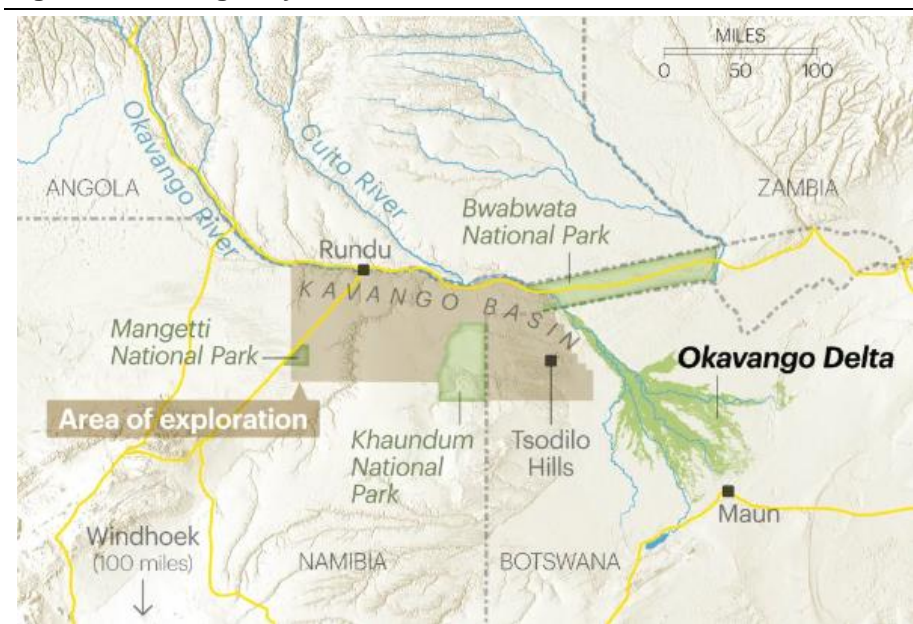 MILES
0 50 100
Okavango River
Cuito River
ANGOLA
ZAMBIA
Bwabwata
National Park
Rundu
KAVANGO BASIN
Mangetti
National Park
Okavango Delta
Area of exploration
Khaundum
National
Park
Tsodilo
Hills
Maun
Windhoek
(100 miles)
NAMIBIA
BOTSWANA